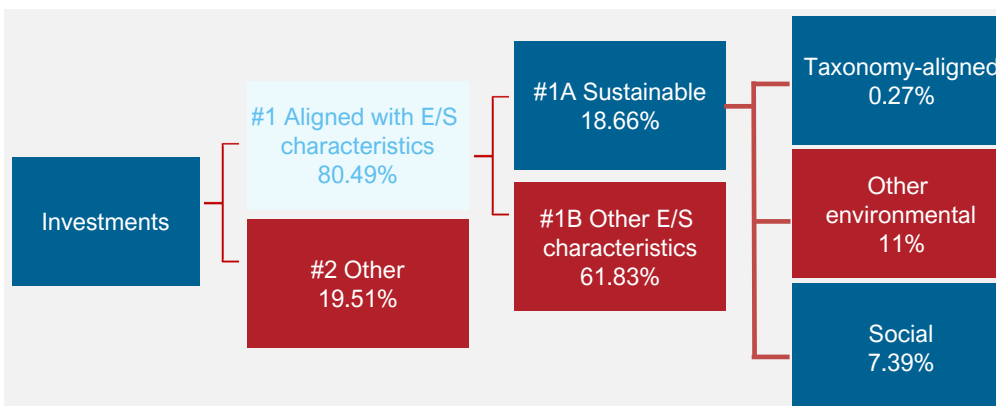 Investments
#1 Aligned with E/S
characteristics
80.49%
#2 Other
19.51%
#1A Sustainable
18.66%
#1B Other E/S
characteristics
61.83%
Taxonomy-aligned
0.27%
Other
environmental
11%
Social
7.39%